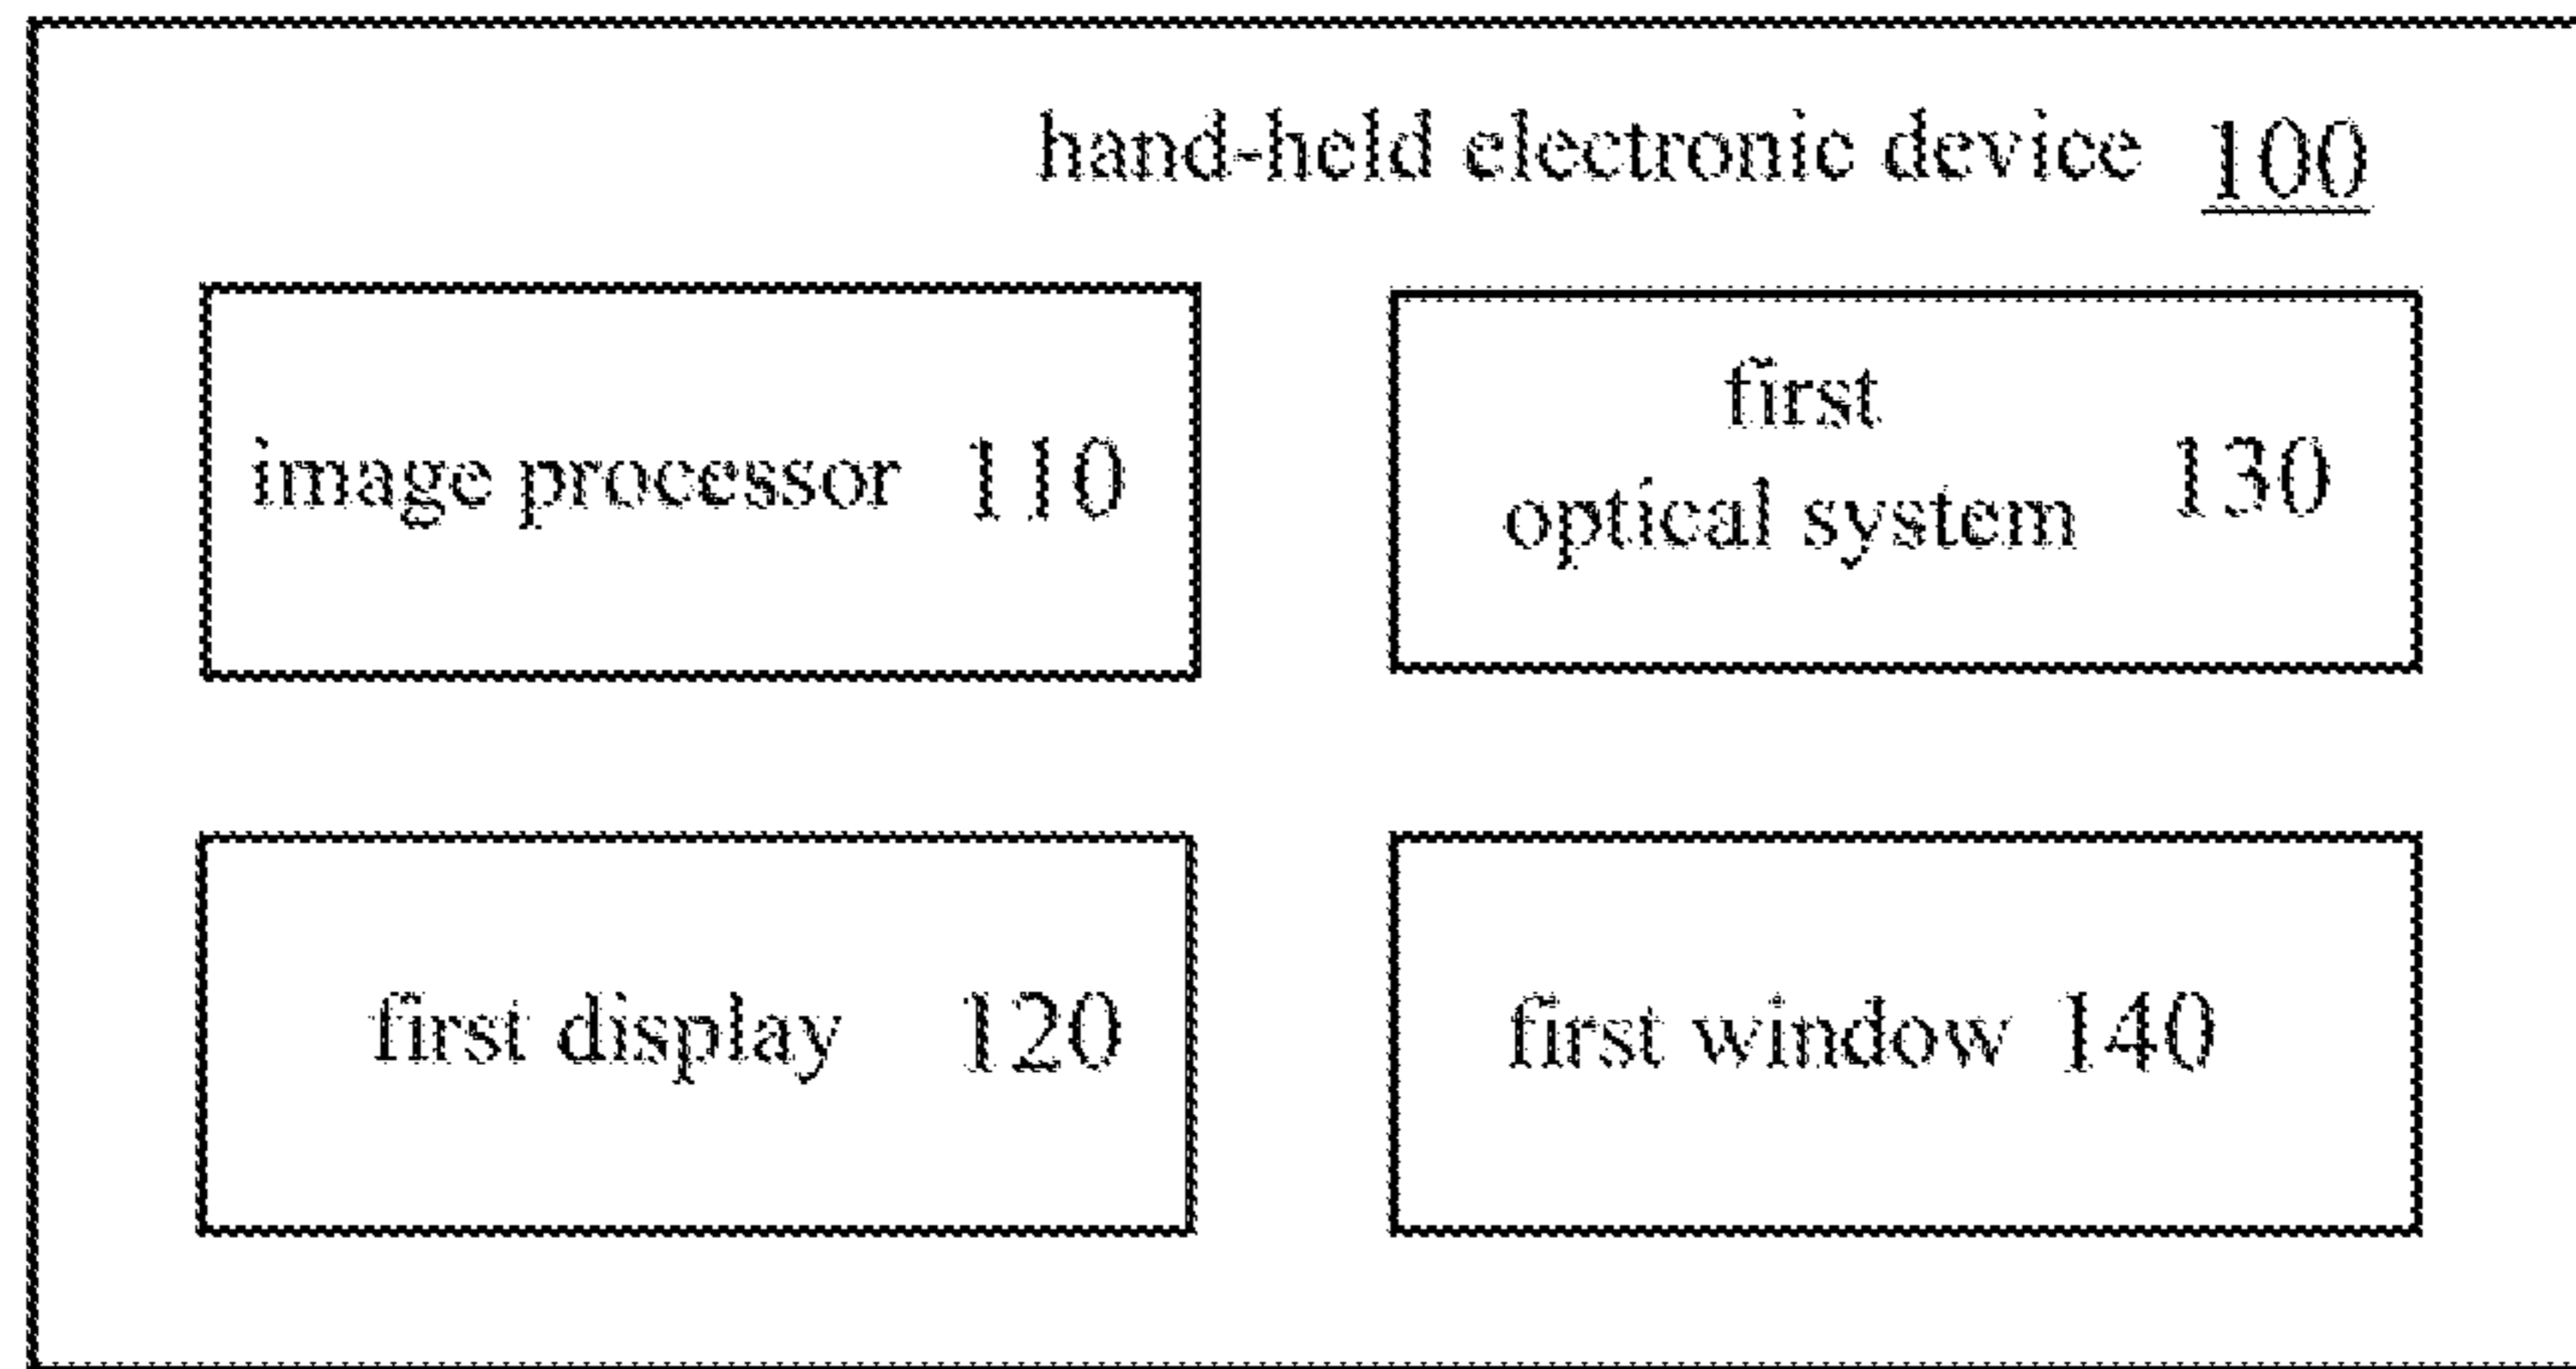 hand-held electronic device 100
image processor 110
first
optical system 130
first display 120
first window 140